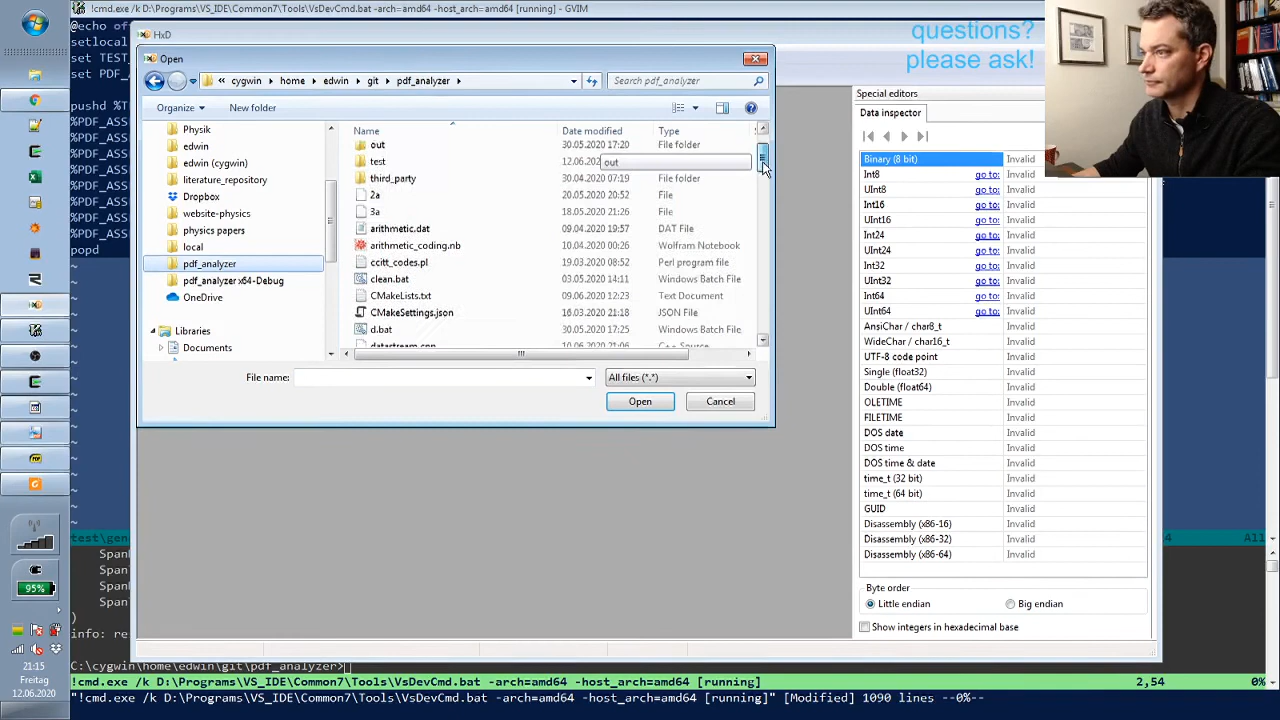 !cmd.exe /k D:\Programs\VS_IDE\Common7\Tools\VsDevCmd.bat -arch=amd64 -host_arch=amd64 [running] - GVIM
@echo of
setlocal
set TEST_
set PDF_A
pushd %T
%PDF_ASS
%PDF_ASS
%PDF_ASS
%PDF_ASS
%PDF_ASS
%PDF_ASS
%PDF_ASS
%PDF_ASS
popd
HxD
questions?
please ask!
Open
« cygwin ▸ home ▸ edwin ▸ git ▸ pdf_analyzer ▸
Search pdf_analyzer
Organize
New folder
Physik
edwin
edwin (cygwin)
literature_repository
Dropbox
website-physics
physics papers
local
pdf_analyzer
pdf_analyzer x64-Debug
OneDrive
Libraries
Documents
Name Date modified Type
out 30.05.2020 17:20 File folder
test 12.06.202 out
third_party 30.04.2020 07:19 File folder
2a 20.05.2020 20:52 File
3a 18.05.2020 21:26 File
arithmetic.dat 09.04.2020 19:57 DAT File
arithmetic_coding.nb 10.04.2020 00:26 Wolfram Notebook
ccitt_codes.pl 19.03.2020 08:52 Perl program file
clean.bat 09.03.2020 14:11 Windows Batch File
CMakeLists.txt 09.06.2020 12:23 Text Document
CMakeSettings.json 16.03.2020 21:18 JSON File
d.bat 30.05.2020 17:25 Windows Batch File
datastream.cpp 10.06.2020 21:06 C++ Source
File name:
All files (*.*)
Open
Cancel
Special editors
Data inspector
Binary (8 bit) Invalid
Int8 go to: Invalid
UInt8 go to: Invalid
Int16 go to: Invalid
UInt16 go to: Invalid
Int24 go to: Invalid
UInt24 go to: Invalid
Int32 go to: Invalid
UInt32 go to: Invalid
Int64 go to: Invalid
UInt64 go to: Invalid
AnsiChar / char8_t Invalid
WideChar / char16_t Invalid
UTF-8 code point Invalid
Single (float32) Invalid
Double (float64) Invalid
OLETIME Invalid
FILETIME Invalid
DOS date Invalid
DOS time Invalid
DOS time & date Invalid
time_t (32 bit) Invalid
time_t (64 bit) Invalid
GUID Invalid
Disassembly (x86-16) Invalid
Disassembly (x86-32) Invalid
Disassembly (x86-64) Invalid
Byte order
Little endian
Big endian
Show integers in hexadecimal base
test\gen
All
Span
Span
Span
Span
)
info: re
C:\cygwin\home\edwin\git\pdf_analyzer>
!cmd.exe /k D:\Programs\VS_IDE\Common7\Tools\VsDevCmd.bat -arch=amd64 -host_arch=amd64 [running] 2,54 0%
"!cmd.exe /k D:\Programs\VS_IDE\Common7\Tools\VsDevCmd.bat -arch=amd64 -host_arch=amd64 [running]" [Modified] 1090 lines --0%--
95%
21:15
Freitag
12.06.2020